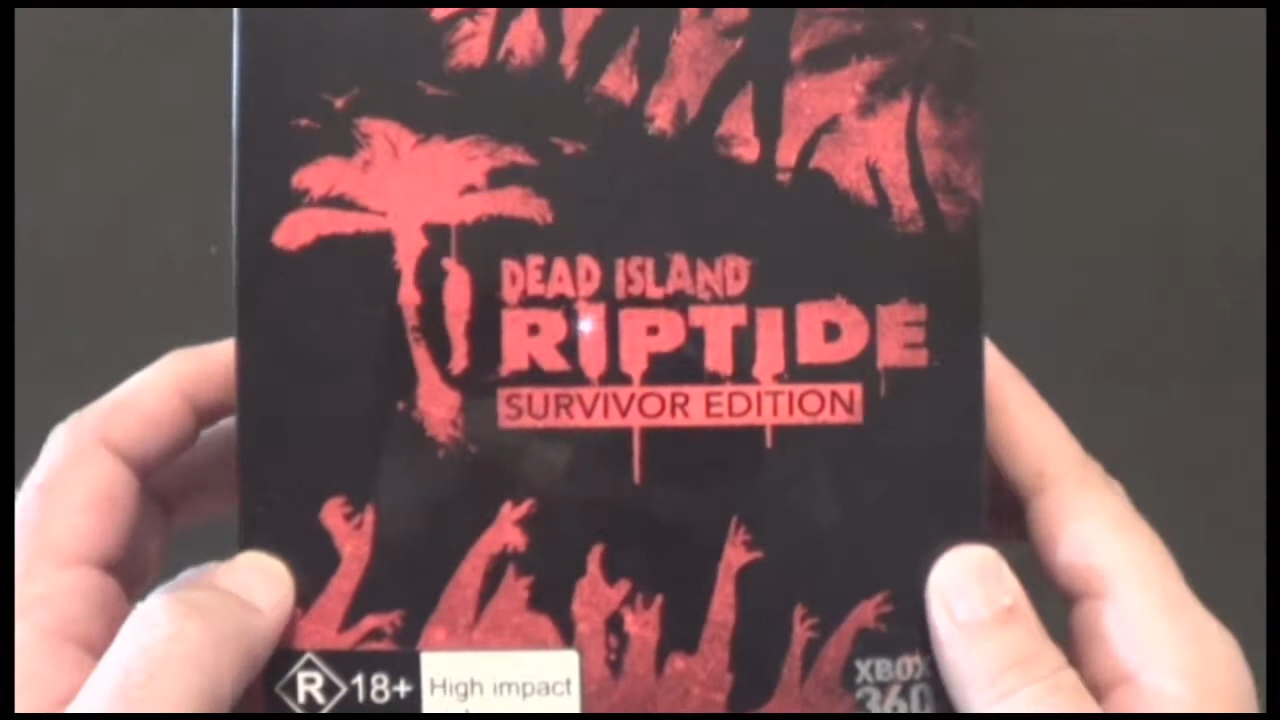 DEAD ISLAND
RIPTIDE
SURVIVOR EDITION
R 18+ High impact
XBOX
360